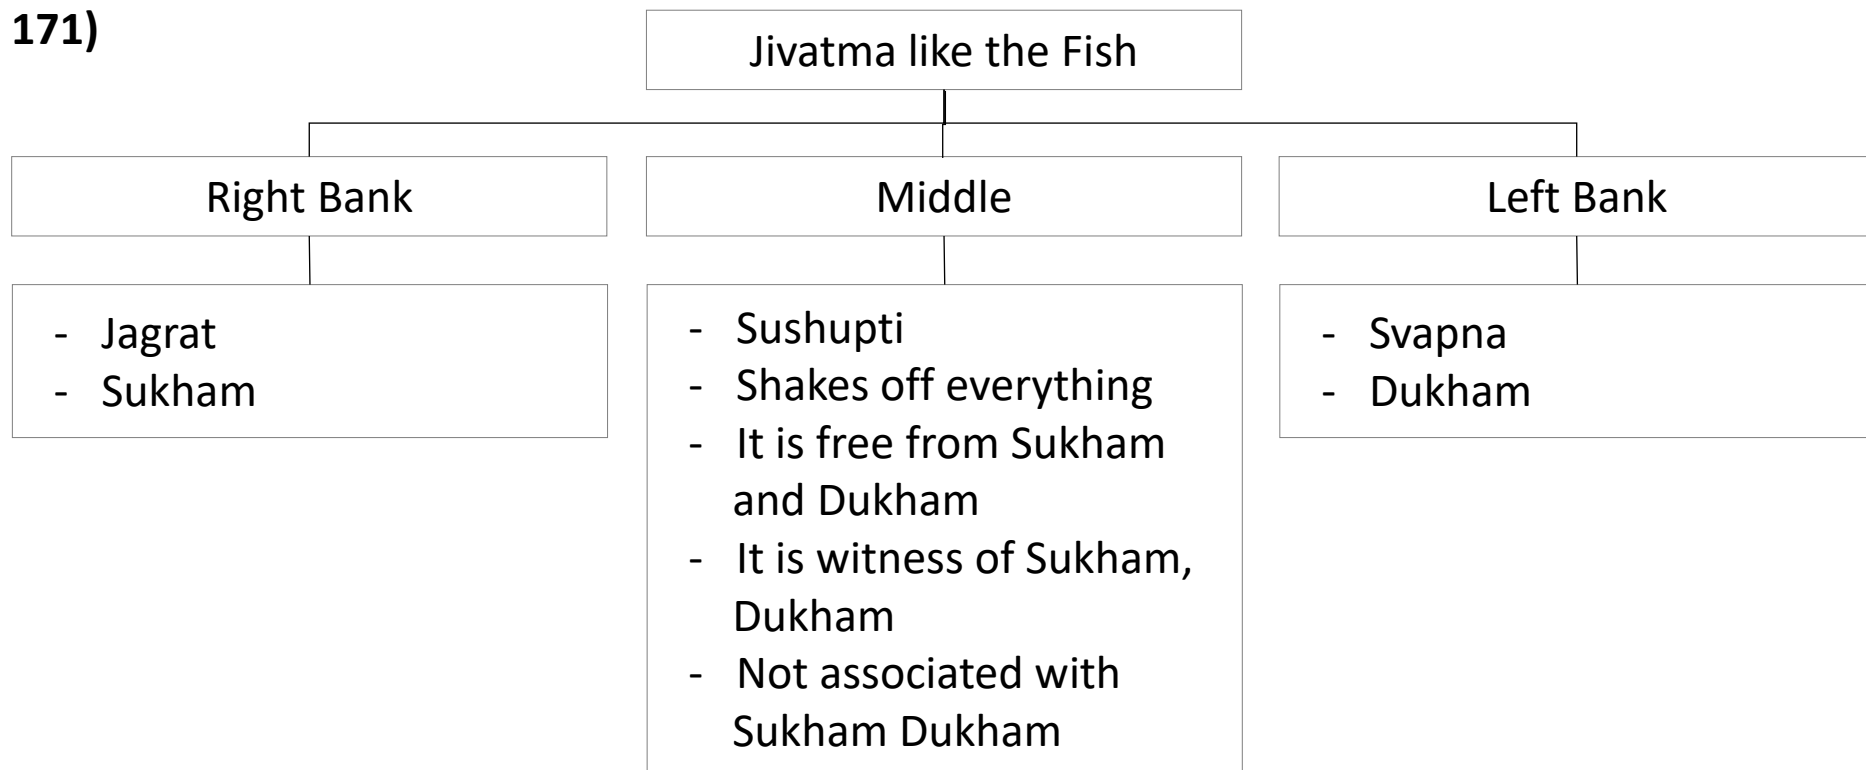 171)
Jivatma like the Fish
Right Bank
Middle
Left Bank
- Jagrat
- Sukham
- Sushupti
- Shakes off everything
- It is free from Sukham
and Dukham
- It is witness of Sukham,
Dukham
- Not associated with
Sukham Dukham
- Svapna
- Dukham